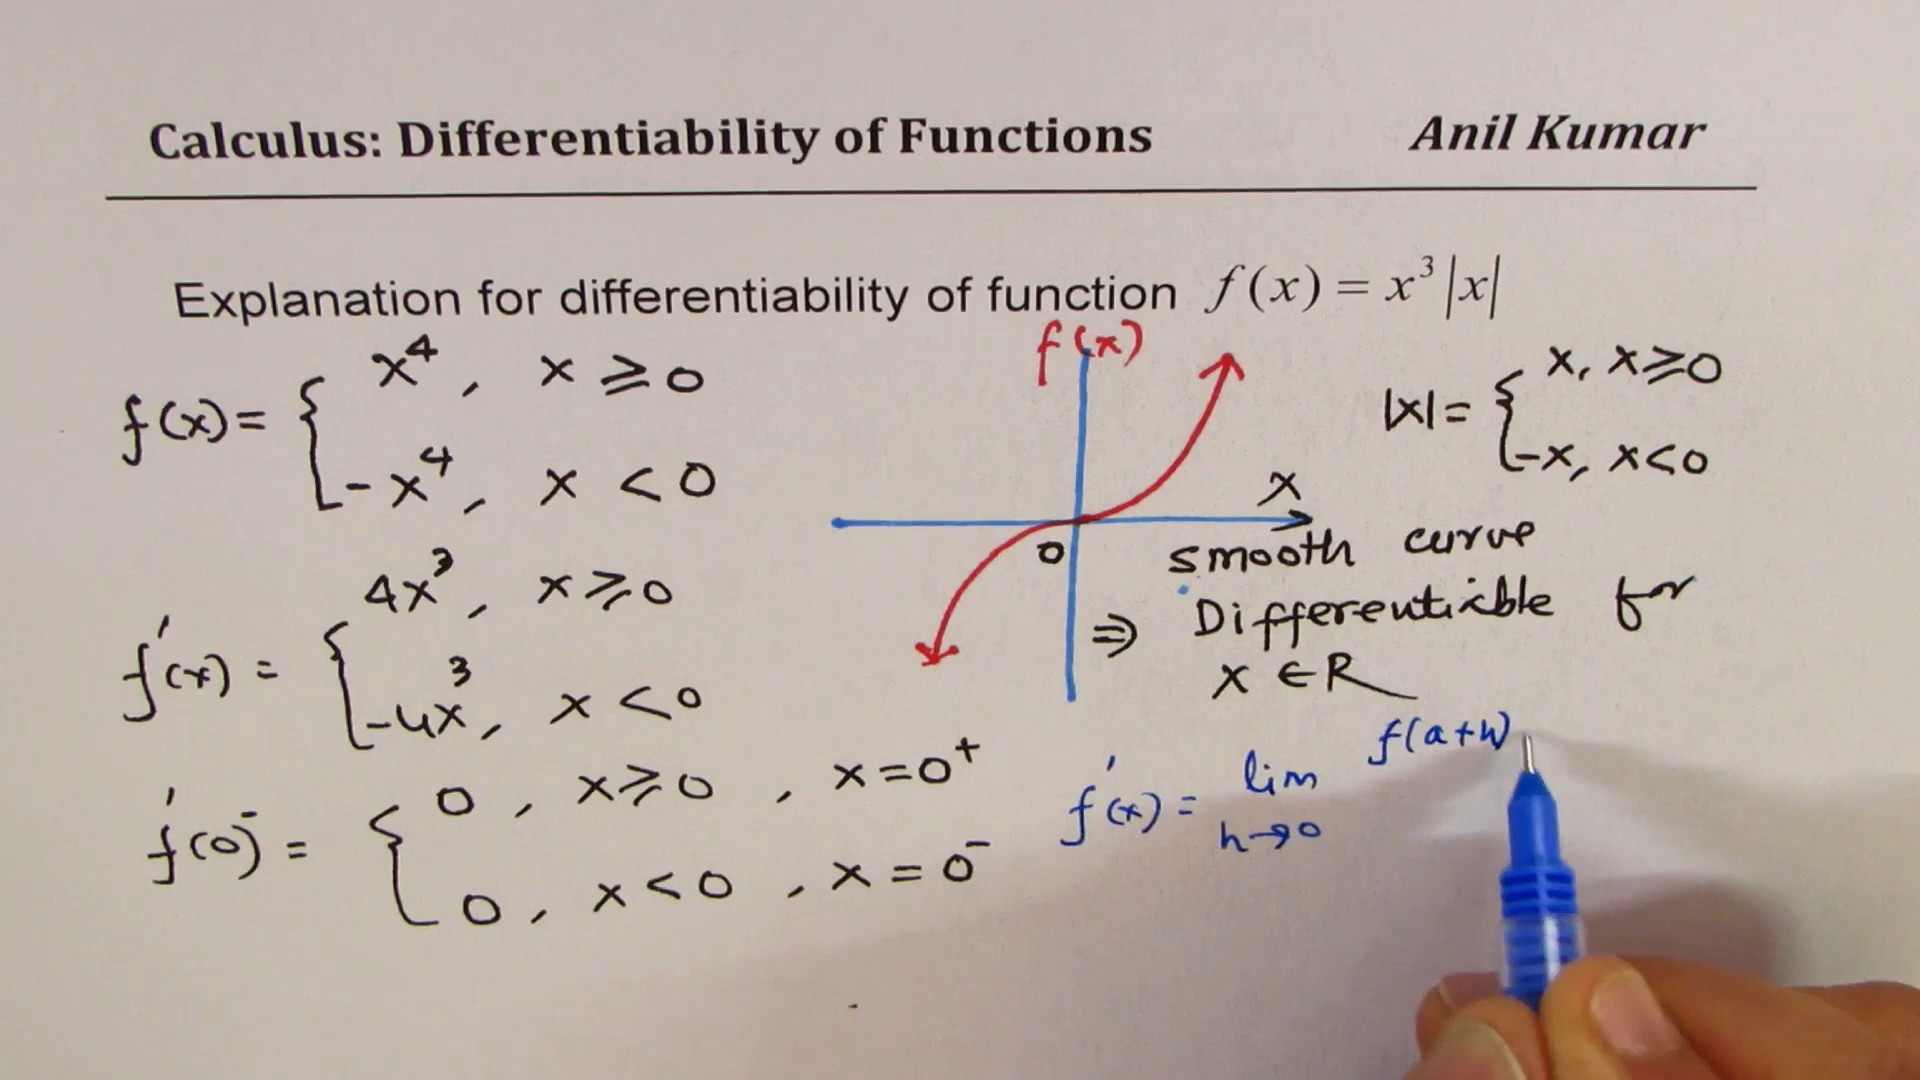 Calculus: Differentiability of Functions Anil Kumar
Explanation for differentiability of function f(x) = x³|x|
f(x) = { x⁴, x ≥ 0
-x⁴, x < 0
f(x)
x
0
|x| = { x, x ≥ 0
-x, x < 0
smooth curve
⇒ Differentiable for
x ∈ R
f'(x) = { 4x³, x ≥ 0
-4x³, x < 0
f'(0⁻) = { 0, x ≥ 0, x = 0⁺
0, x < 0, x = 0⁻
f'(x) = lim f(a+h)
h→0